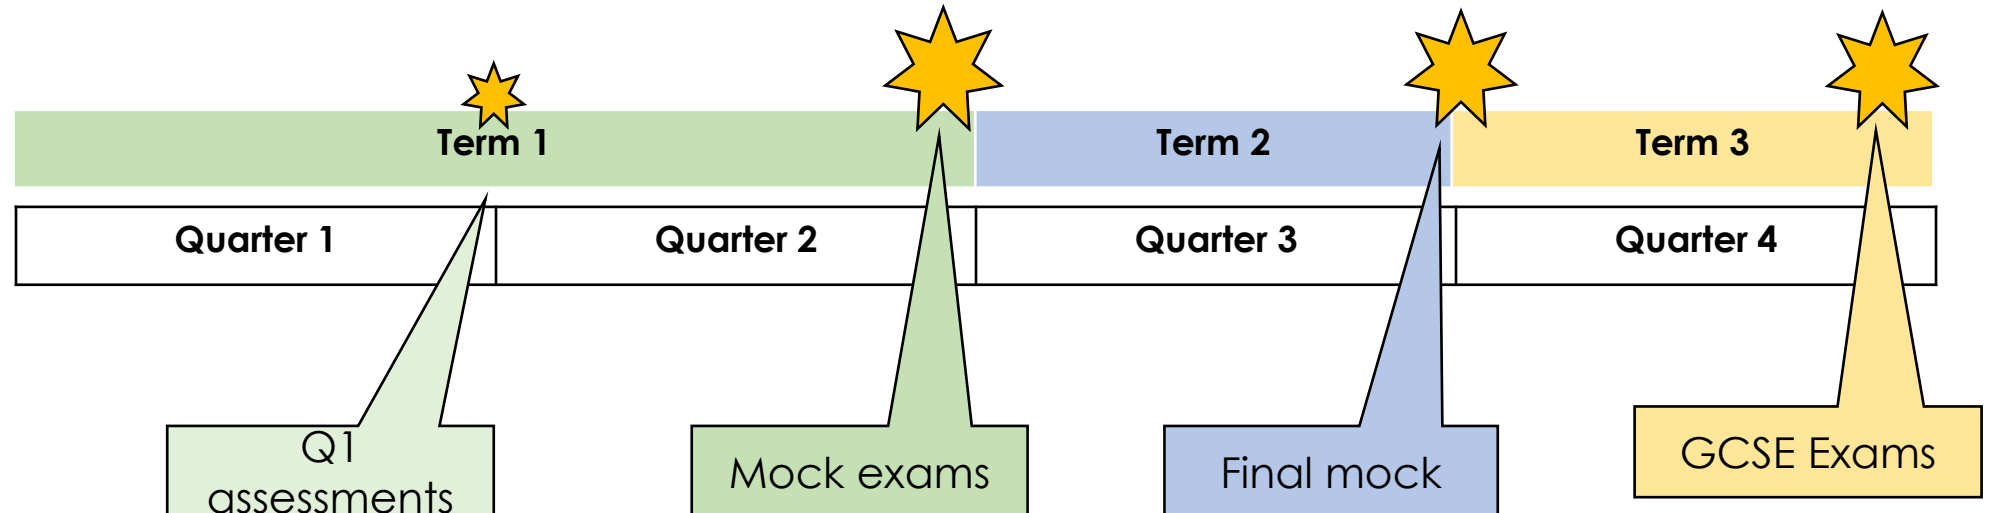 Term 1
Term 2
Term 3
Quarter 1
Quarter 2
Quarter 3
Quarter 4
Q1
assessments
Mock exams
Final mock
GCSE Exams